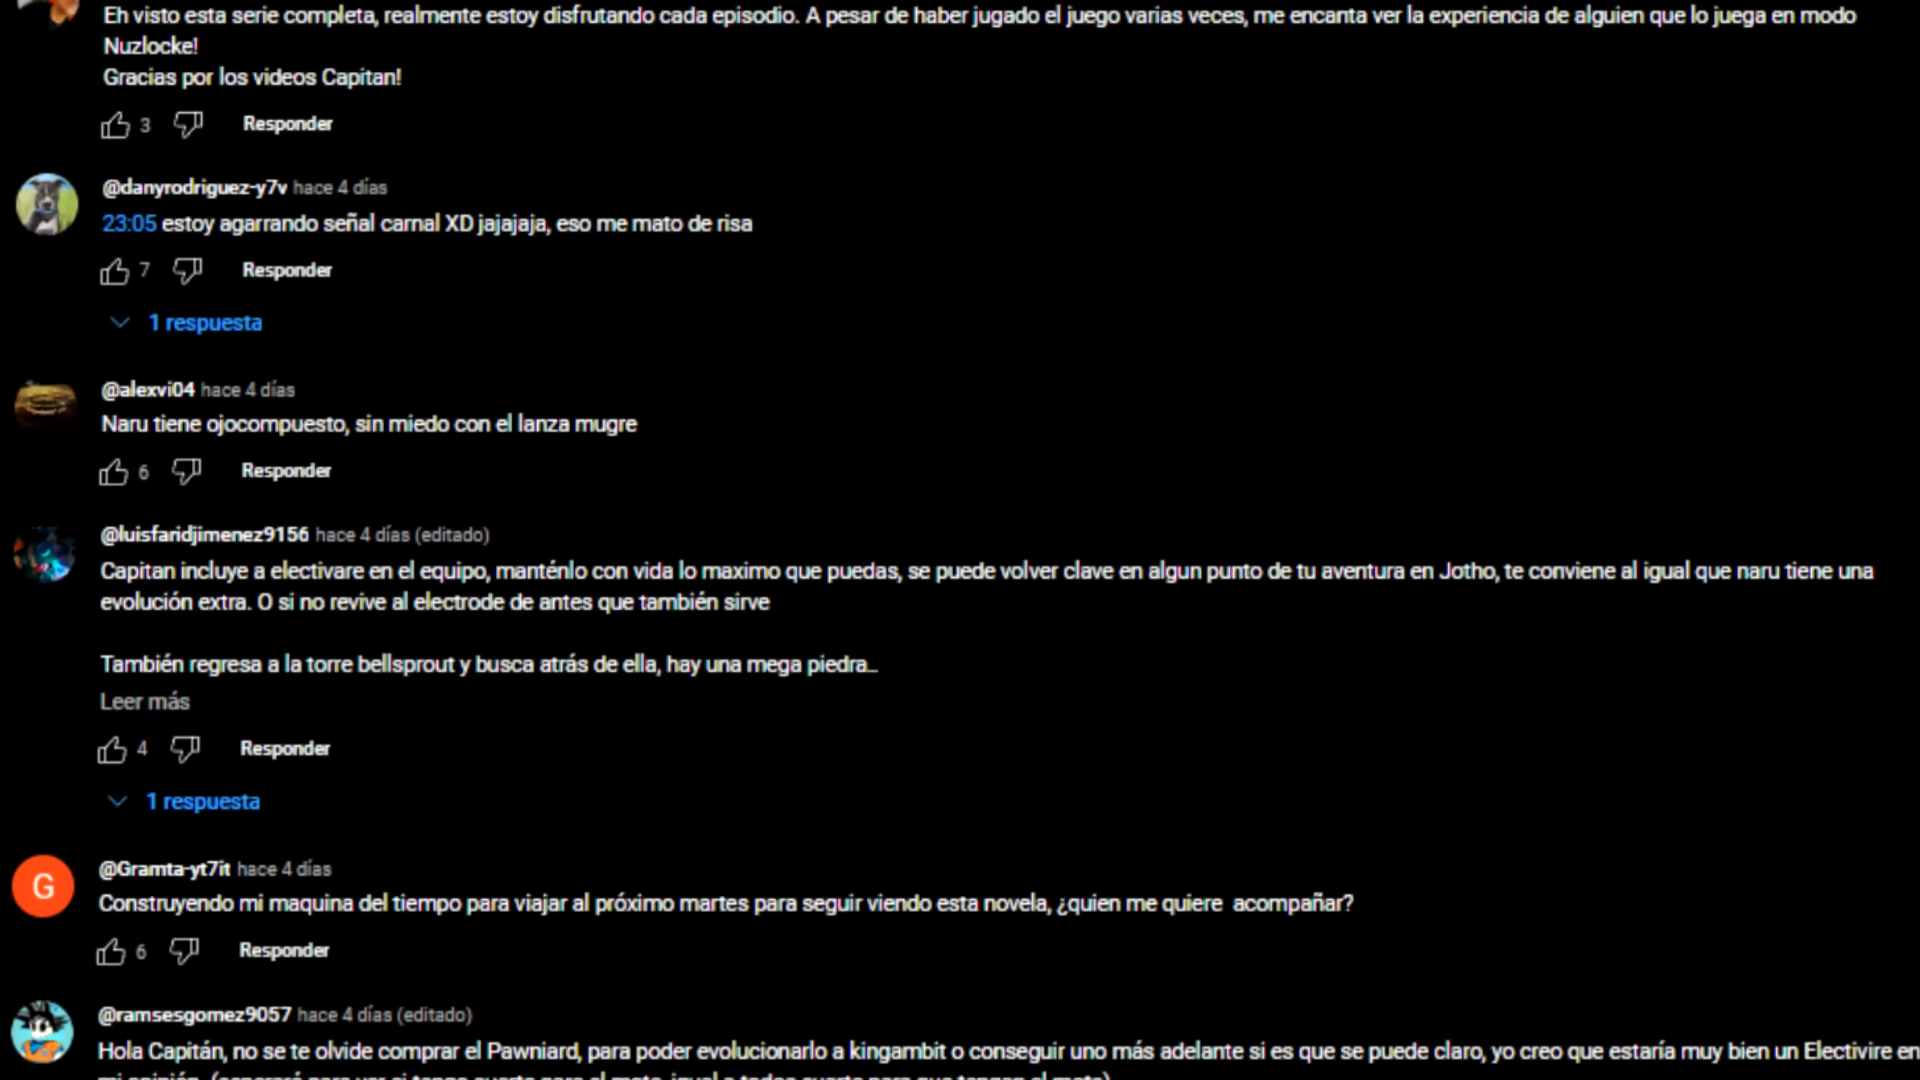 Eh visto esta serie completa, realmente estoy disfrutando cada episodio. A pesar de haber jugado el juego varias veces, me encanta ver la experiencia de alguien que lo juega en modo
Nuzlocke!
Gracias por los videos Capitan!
3 Responder
@danyrodriguez-y7v hace 4 días
23:05 estoy agarrando señal carnal XD jajajaja, eso me mato de risa
7 Responder
1 respuesta
@alexvi04 hace 4 días
Naru tiene ojocompuesto, sin miedo con el lanza mugre
6 Responder
@luisfaridjimenez9156 hace 4 días (editado)
Capitan incluye a electivare en el equipo, manténlo con vida lo maximo que puedas, se puede volver clave en algun punto de tu aventura en Jotho, te conviene al igual que naru tiene una
evolución extra. O si no revive al electrode de antes que también sirve
También regresa a la torre bellsprout y busca atrás de ella, hay una mega piedra...
Leer más
4 Responder
1 respuesta
G
@Gramta-yt7it hace 4 días
Construyendo mi maquina del tiempo para viajar al próximo martes para seguir viendo esta novela, ¿quien me quiere acompañar?
6 Responder
@ramsesgomez9057 hace 4 días (editado)
Hola Capitán, no se te olvide comprar el Pawniard, para poder evolucionarlo a kingambit o conseguir uno más adelante si es que se puede claro, yo creo que estaría muy bien un Electivire en